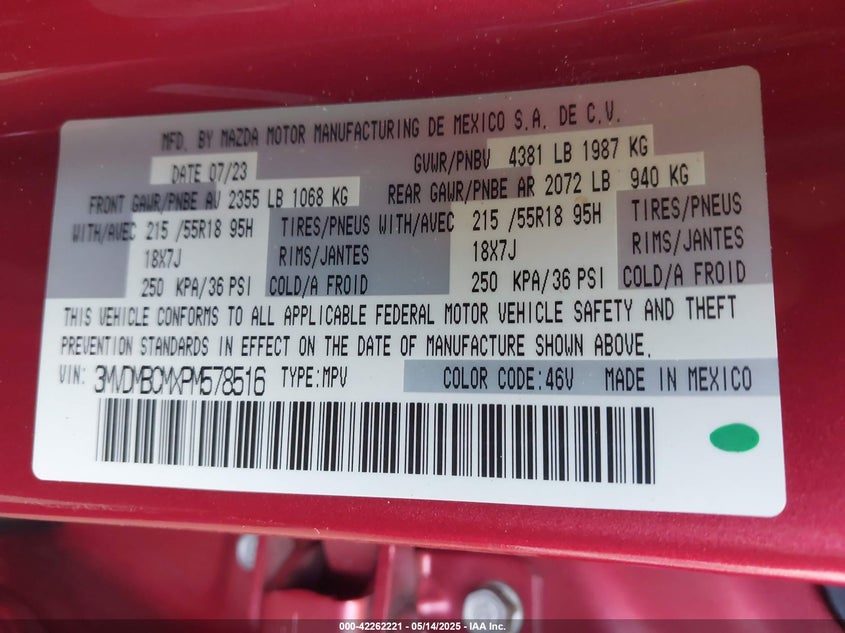 MFD. BY MAZDA MOTOR MANUFACTURING DE MEXICO S.A. DE C.V.
DATE 07/23 GVWR/PNBV 4381 LB 1987 KG
FRONT GAWR/PNBE AV 2355 LB 1068 KG REAR GAWR/PNBE AR 2072 LB 940 KG
WITH/AVEC 215 /55R18 95H TIRES/PNEUS WITH/AVEC 215 /55R18 95H TIRES/PNEUS
18X7J RIMS/JANTES 18X7J RIMS/JANTES
250 KPA/36 PSI COLD/A FROID 250 KPA/36 PSI COLD/A FROID
THIS VEHICLE CONFORMS TO ALL APPLICABLE FEDERAL MOTOR VEHICLE SAFETY AND THEFT
PREVENTION STANDARDS IN EFFECT ON THE DATE OF MANUFACTURE SHOWN ABOVE.
VIN: 3MVDMBCMXPM578516 TYPE:MPV COLOR CODE:46V MADE IN MEXICO
000-42262221 - 05/14/2025 - IAA Inc.